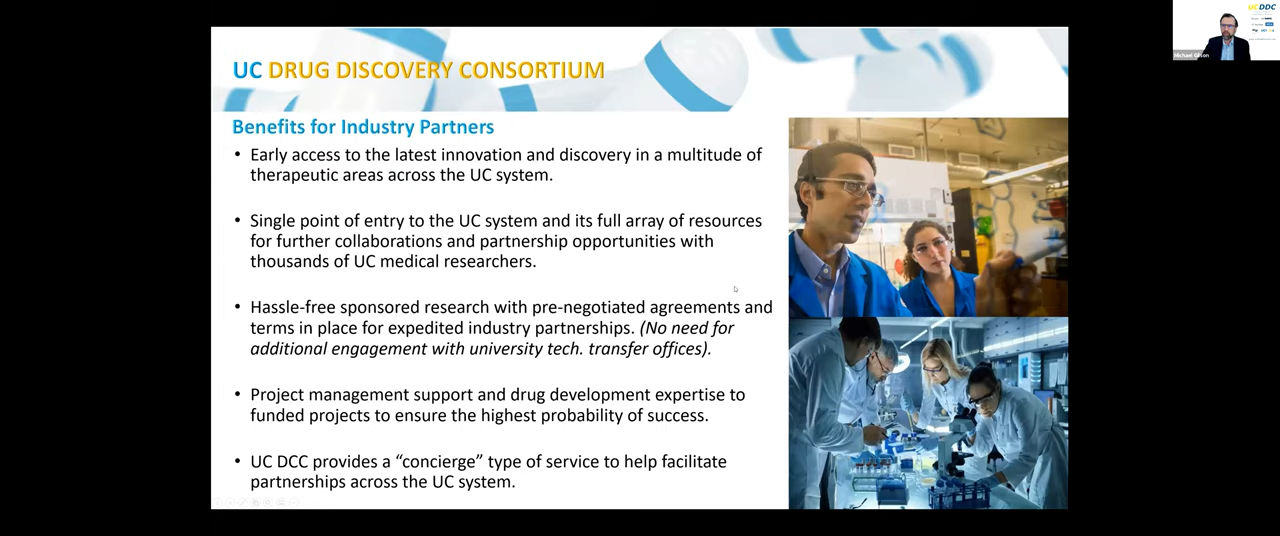 UC DDC
Michael Gilson
UC DRUG DISCOVERY CONSORTIUM
Benefits for Industry Partners
• Early access to the latest innovation and discovery in a multitude of
therapeutic areas across the UC system.
• Single point of entry to the UC system and its full array of resources
for further collaborations and partnership opportunities with
thousands of UC medical researchers.
• Hassle-free sponsored research with pre-negotiated agreements and
terms in place for expedited industry partnerships. (No need for
additional engagement with university tech. transfer offices).
• Project management support and drug development expertise to
funded projects to ensure the highest probability of success.
• UC DCC provides a “concierge” type of service to help facilitate
partnerships across the UC system.